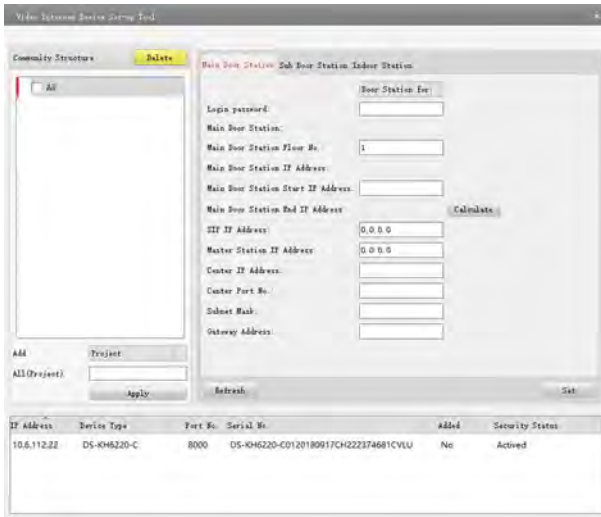 Video Intercom Device Set-up Tool
Community Structure
Delete
All
Add
Project
All(Project)
Apply
Main Door Station Sub Door Station Indoor Station
Door Station for
Login password:
Main Door Station:
Main Door Station Floor No. 1
Main Door Station IP Address:
Main Door Station Start IP Address:
Main Door Station End IP Address: Calculate
SIP IP Address: 0.0.0.0
Master Station IP Address: 0.0.0.0
Center IP Address:
Center Port No.:
Subnet Mask:
Gateway Address:
Refresh
Set
IP Address Device Type Port No. Serial No. Added Security Status
10.6.112.22 DS-KH6220-C 8000 DS-KH6220-C0120180917CH222374681CVLU No Actived